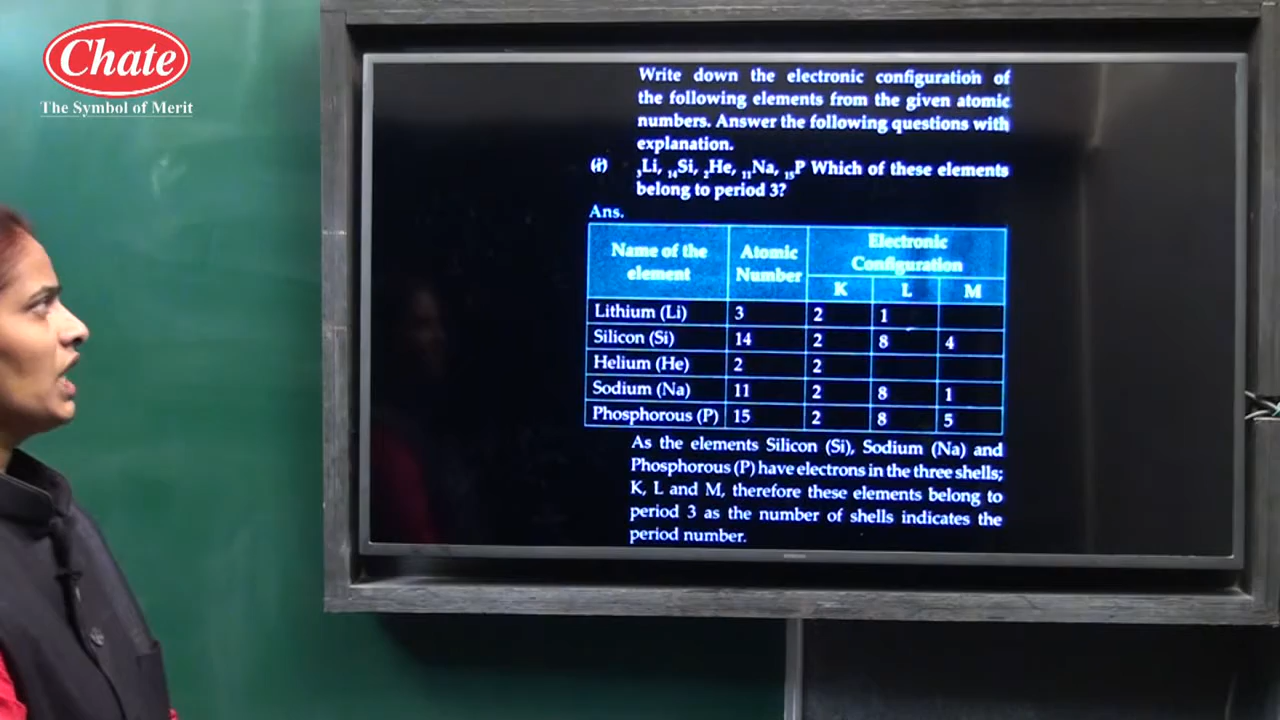 Chate
The Symbol of Merit
Write down the electronic configuration of
the following elements from the given atomic
numbers. Answer the following questions with
explanation.
(i) ₃Li, ₁₄Si, ₂He, ₁₁Na, ₁₅P Which of these elements
belong to period 3?
Ans.
Name of the element Atomic Number Electronic Configuration
K L M
Lithium (Li) 3 2 1
Silicon (Si) 14 2 8 4
Helium (He) 2 2
Sodium (Na) 11 2 8 1
Phosphorous (P) 15 2 8 5
As the elements Silicon (Si), Sodium (Na) and
Phosphorous (P) have electrons in the three shells;
K, L and M, therefore these elements belong to
period 3 as the number of shells indicates the
period number.